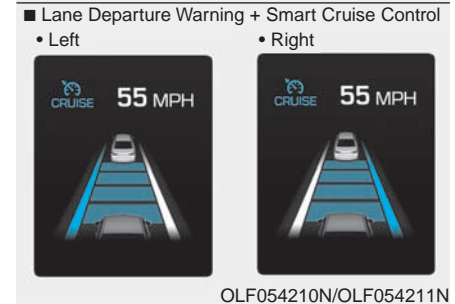 ■ Lane Departure Warning + Smart Cruise Control
• Left • Right
CRUISE 55 MPH CRUISE 55 MPH
OLF054210N/OLF054211N